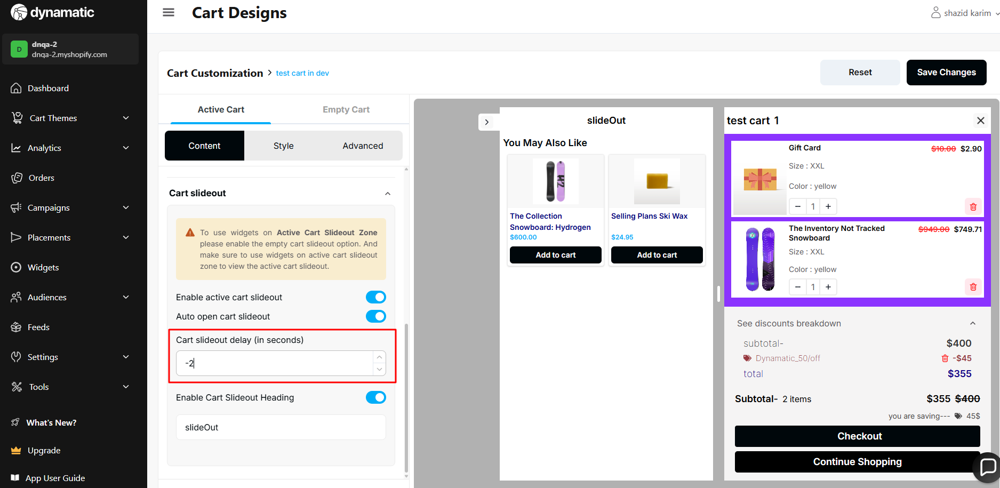 dynamatic
D
dnqa-2
dnqa-2.myshopify.com
Dashboard
Cart Themes
Analytics
Orders
Campaigns
Placements
Widgets
Audiences
Feeds
Settings
Tools
What's New?
Upgrade
App User Guide
Cart Designs
shazid karim
Cart Customization > test cart in dev
Reset
Save Changes
Active Cart
Empty Cart
Content
Style
Advanced
Cart slideout
To use widgets on Active Cart Slideout Zone
please enable the empty cart slideout option. And
make sure to use widgets on active cart slideout
zone to view the active cart slideout.
Enable active cart slideout
Auto open cart slideout
Cart slideout delay (in seconds)
-2
Enable Cart Slideout Heading
slideOut
slideOut
You May Also Like
The Collection
Snowboard: Hydrogen
$600.00
Add to cart
Selling Plans Ski Wax
$24.95
Add to cart
test cart 1
Gift Card
$10.00 $2.90
Size : XXL
Color : yellow
1
The Inventory Not Tracked
Snowboard
$949.00 $749.71
Size : XXL
Color : yellow
1
See discounts breakdown
subtotal- $400
Dynamatic_50/off -$45
total $355
Subtotal- 2 items $355 $400
you are saving--- 45$
Checkout
Continue Shopping